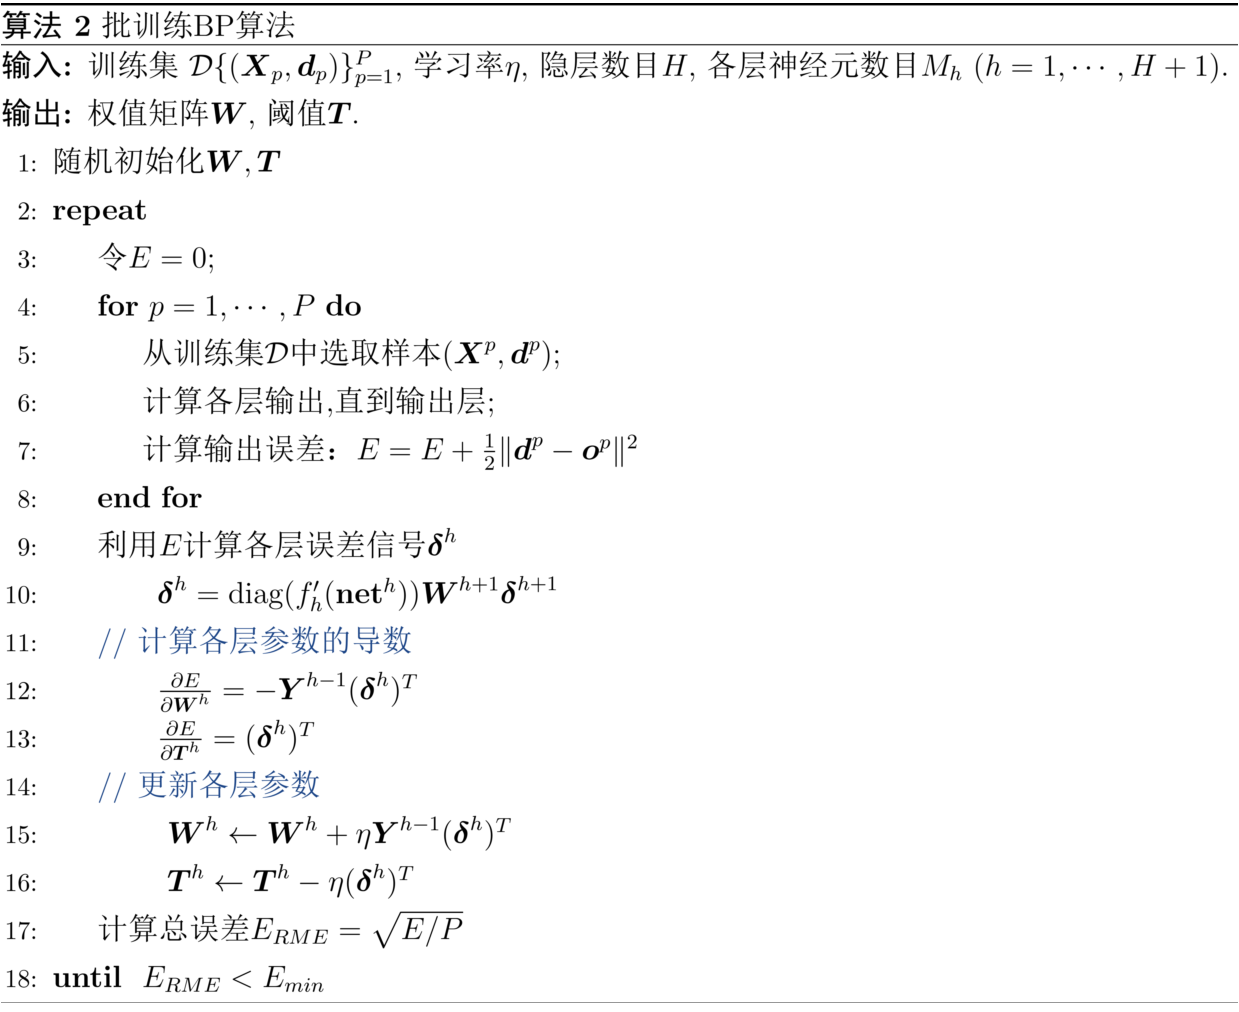 算法 2 批训练BP算法
输入: 训练集 $\mathcal{D}\{(\boldsymbol{X}_p, \boldsymbol{d}_p)\}_{p=1}^{P}$, 学习率$\eta$, 隐层数目$H$, 各层神经元数目$M_h$ $(h = 1, \cdots, H+1)$.
输出: 权值矩阵$\boldsymbol{W}$, 阈值$\boldsymbol{T}$.
1: 随机初始化$\boldsymbol{W}, \boldsymbol{T}$
2: repeat
3: 令$E = 0$;
4: for $p = 1, \cdots, P$ do
5: 从训练集$\mathcal{D}$中选取样本$(\boldsymbol{X}^p, \boldsymbol{d}^p)$;
6: 计算各层输出,直到输出层;
7: 计算输出误差：$E = E + \frac{1}{2}\|\boldsymbol{d}^p - \boldsymbol{o}^p\|^2$
8: end for
9: 利用$E$计算各层误差信号$\boldsymbol{\delta}^h$
10: $\boldsymbol{\delta}^h = \mathrm{diag}(f'_h(\mathbf{net}^h))\boldsymbol{W}^{h+1}\boldsymbol{\delta}^{h+1}$
11: // 计算各层参数的导数
12: $\frac{\partial E}{\partial \boldsymbol{W}^h} = -\boldsymbol{Y}^{h-1}(\boldsymbol{\delta}^h)^T$
13: $\frac{\partial E}{\partial \boldsymbol{T}^h} = (\boldsymbol{\delta}^h)^T$
14: // 更新各层参数
15: $\boldsymbol{W}^h \leftarrow \boldsymbol{W}^h + \eta \boldsymbol{Y}^{h-1}(\boldsymbol{\delta}^h)^T$
16: $\boldsymbol{T}^h \leftarrow \boldsymbol{T}^h - \eta(\boldsymbol{\delta}^h)^T$
17: 计算总误差$E_{RME} = \sqrt{E/P}$
18: until $E_{RME} < E_{min}$